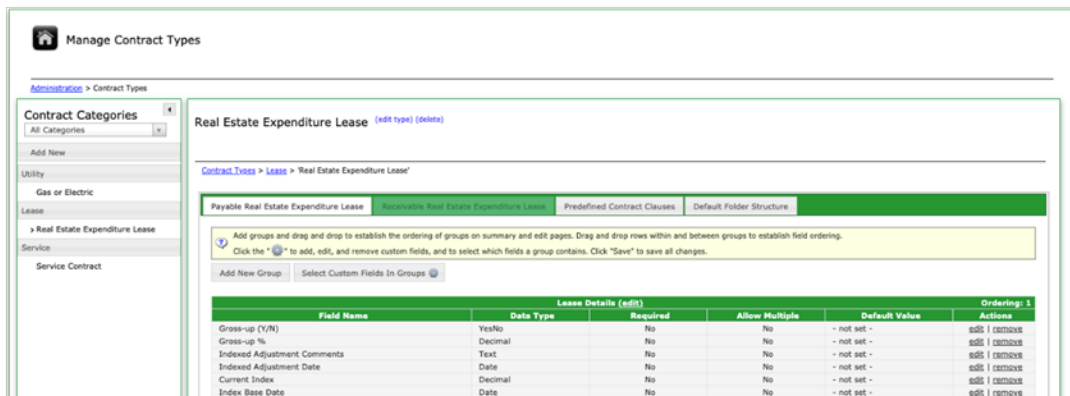 Manage Contract Types
Administration > Contract Types
Contract Categories
All Categories
Add New
Utility
Gas or Electric
Lease
Real Estate Expenditure Lease
Service
Service Contract
Real Estate Expenditure Lease (edit type) (delete)
Contract Types > Lease > 'Real Estate Expenditure Lease'
Payable Real Estate Expenditure Lease Receivable Real Estate Expenditure Lease Predefined Contract Clauses Default Folder Structure
Add groups and drag and drop to establish the ordering of groups on summary and edit pages. Drag and drop rows within and between groups to establish field ordering.
Click the " " to add, edit, and remove custom fields, and to select which fields a group contains. Click "Save" to save all changes.
Add New Group Select Custom Fields In Groups
Lease Details (edit) Ordering: 1
Field Name Data Type Required Allow Multiple Default Value Actions
Gross-up (Y/N) YesNo No No - not set - edit | remove
Gross-up % Decimal No No - not set - edit | remove
Indexed Adjustment Comments Text No No - not set - edit | remove
Indexed Adjustment Date Date No No - not set - edit | remove
Current Index Decimal No No - not set - edit | remove
Index Base Date Date No No - not set - edit | remove